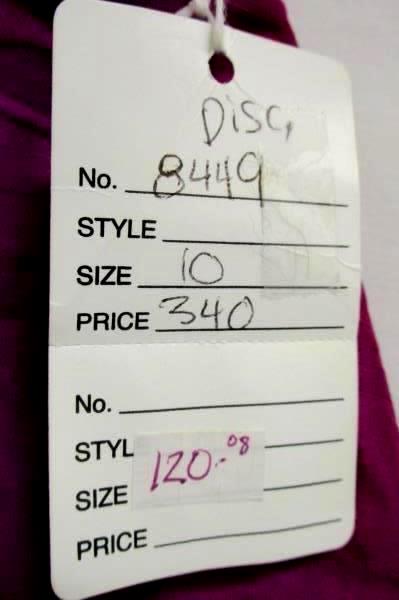 DISC,
No. 8449
STYLE
SIZE 10
PRICE 340
No.
STYL
120.-08
SIZE
PRICE